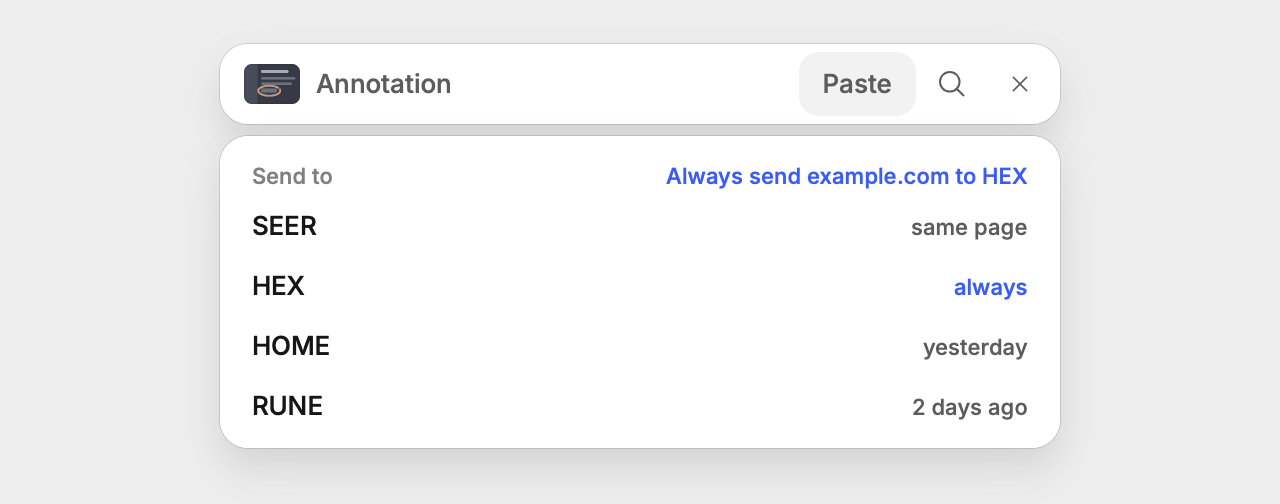 Annotation Paste
Send to Always send example.com to HEX
SEER same page
HEX always
HOME yesterday
RUNE 2 days ago